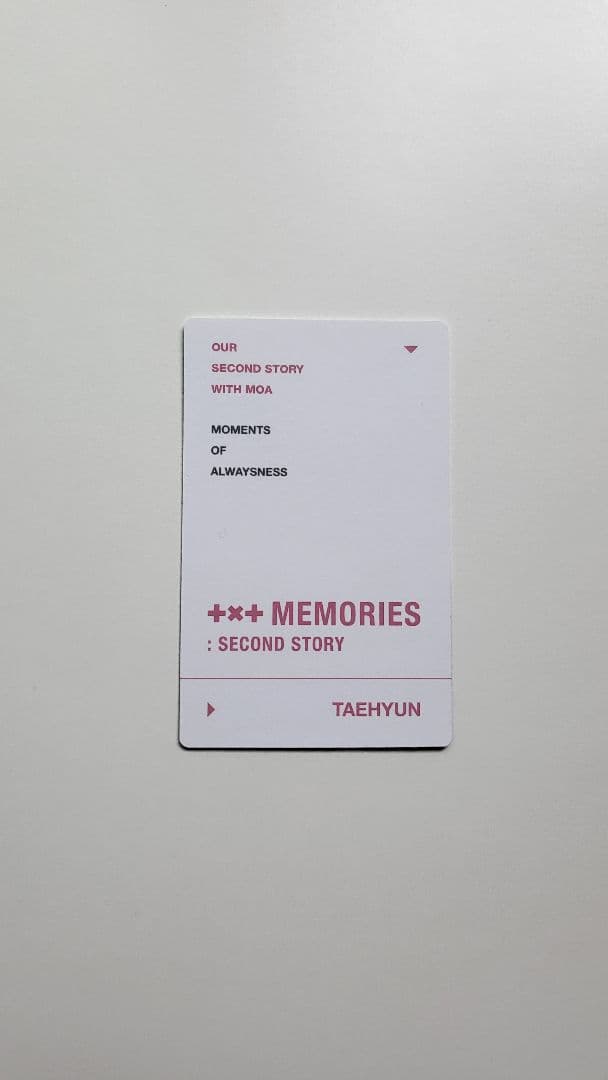 OUR
SECOND STORY
WITH MOA
MOMENTS
OF
ALWAYSNESS
+×+ MEMORIES
: SECOND STORY
TAEHYUN